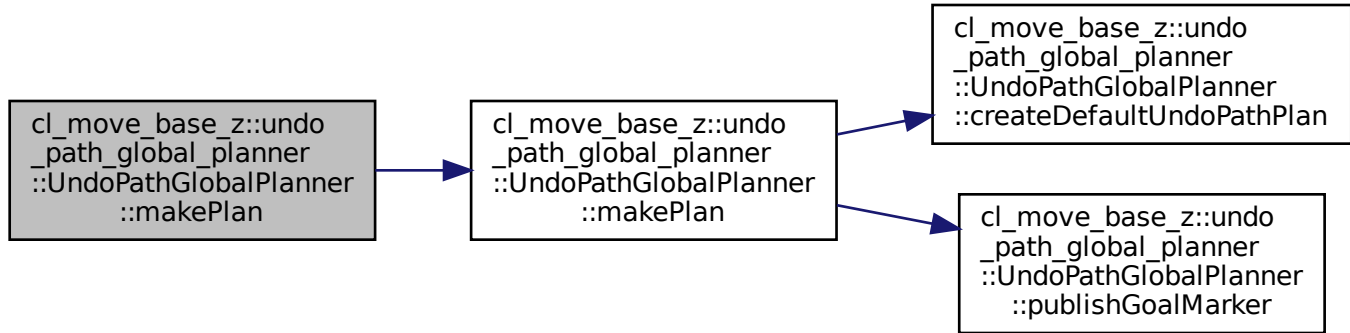 cl_move_base_z::undo
_path_global_planner
::UndoPathGlobalPlanner
::makePlan
cl_move_base_z::undo
_path_global_planner
::UndoPathGlobalPlanner
::makePlan
cl_move_base_z::undo
_path_global_planner
::UndoPathGlobalPlanner
::createDefaultUndoPathPlan
cl_move_base_z::undo
_path_global_planner
::UndoPathGlobalPlanner
::publishGoalMarker